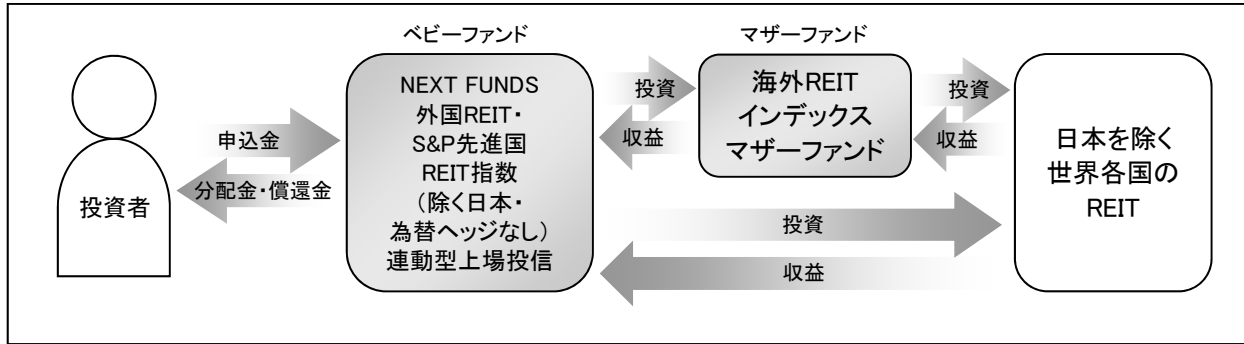 ベビーファンド
マザーファンド
投資者
申込金
分配金・償還金
NEXT FUNDS
外国REIT・
S&P先進国
REIT指数
(除く日本・
為替ヘッジなし)
連動型上場投信
投資
収益
海外REIT
インデックス
マザーファンド
投資
収益
投資
収益
日本を除く
世界各国の
REIT